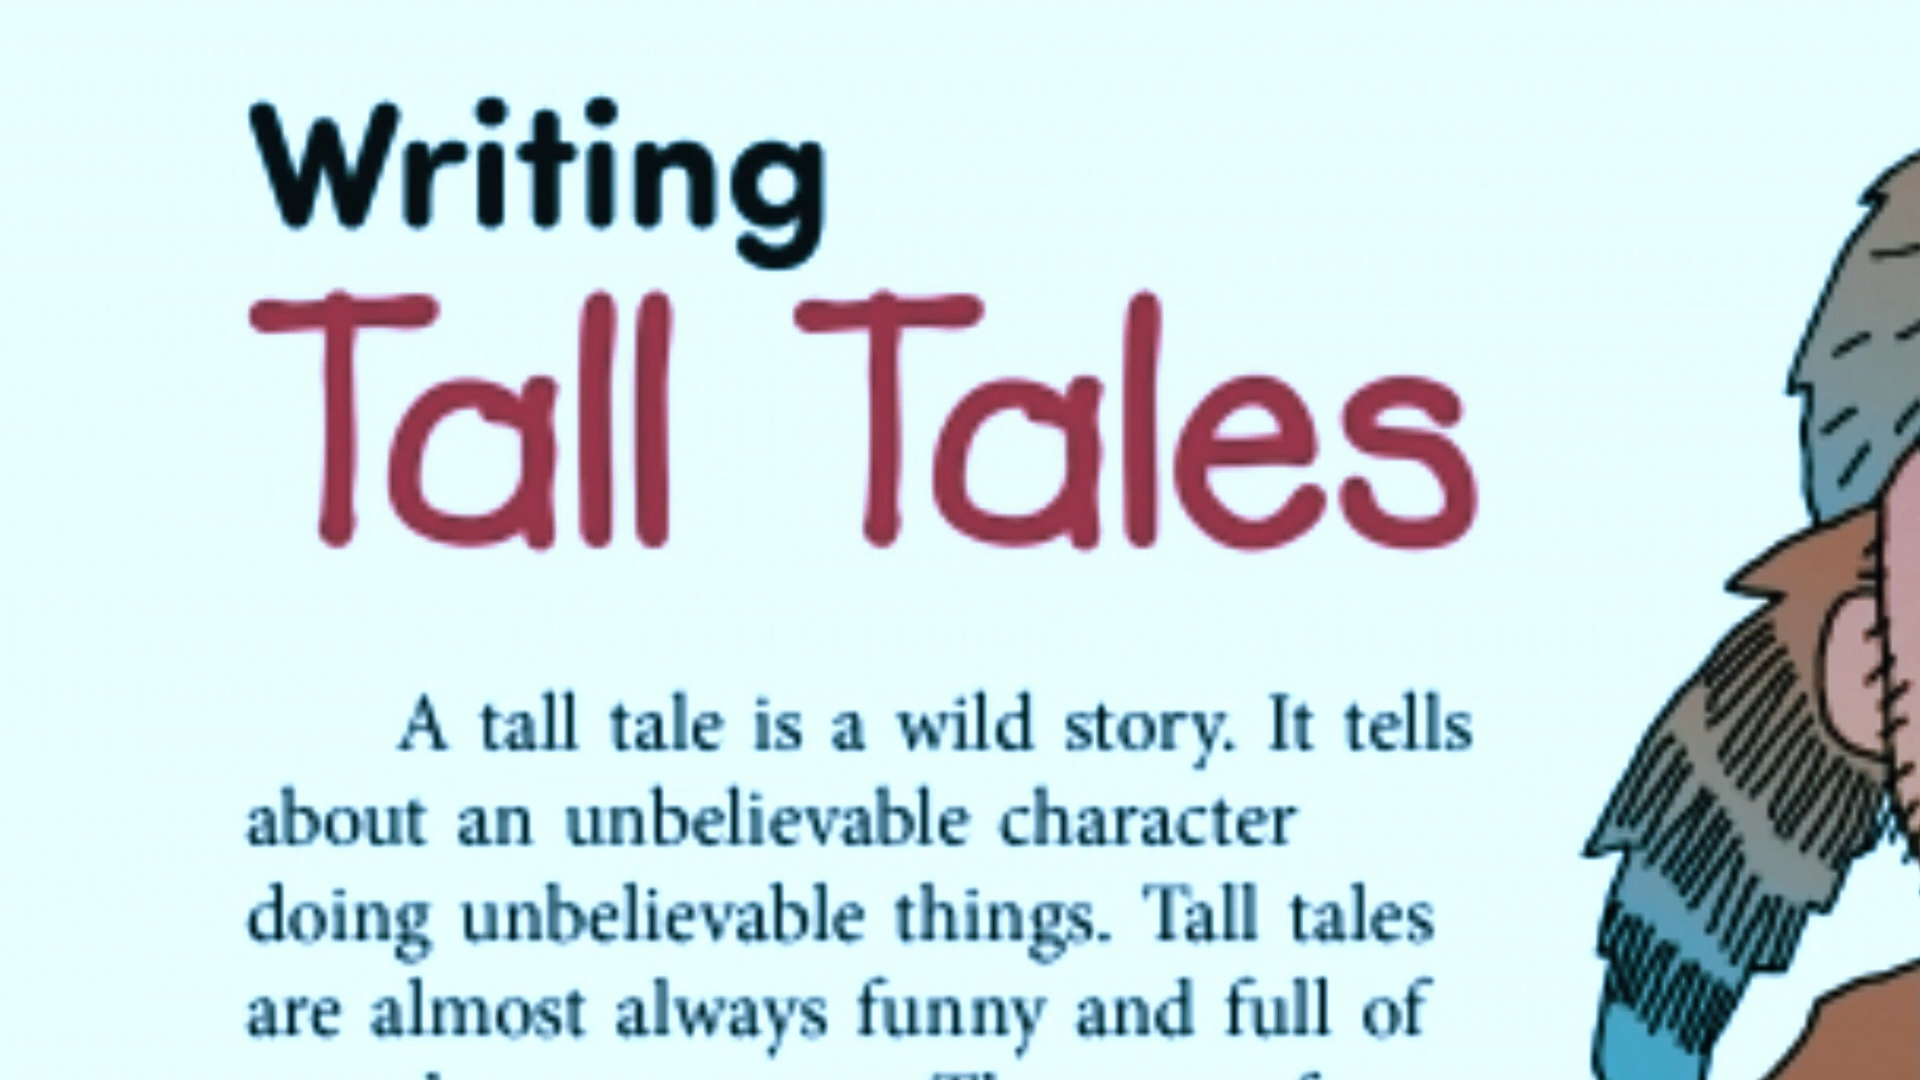 Writing
Tall Tales
A tall tale is a wild story. It tells
about an unbelievable character
doing unbelievable things. Tall tales
are almost always funny and full of